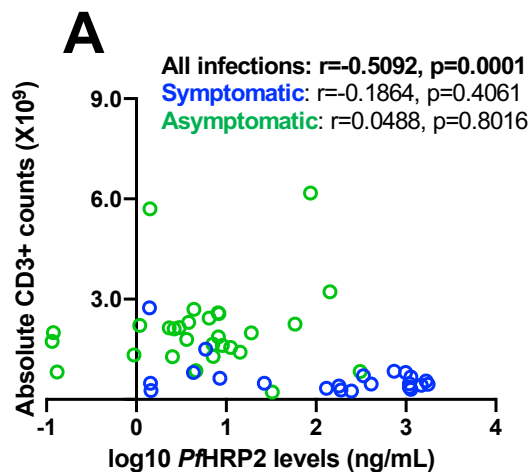 A
All infections: r=-0.5092, p=0.0001
Symptomatic: r=-0.1864, p=0.4061
Asymptomatic: r=0.0488, p=0.8016
Absolute CD3+ counts (X10⁹)
9.0
6.0
3.0
-1 0 1 2 3 4
log10 PfHRP2 levels (ng/mL)